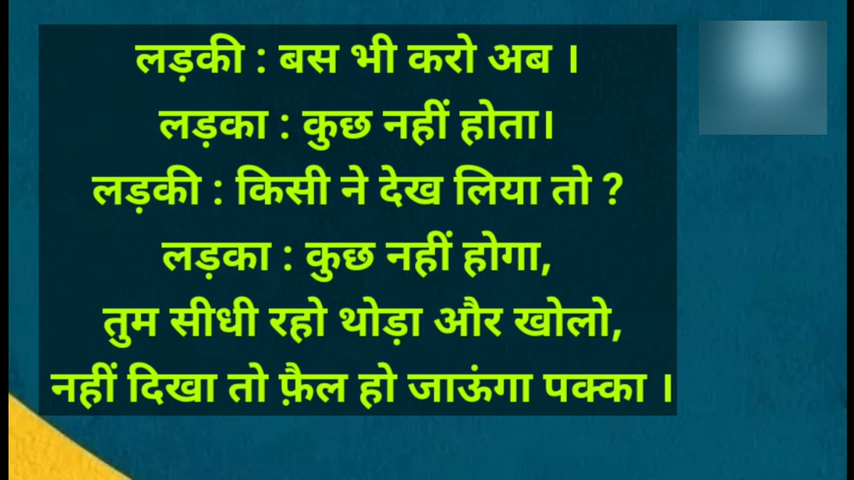 लड़की : बस भी करो अब ।
लड़का : कुछ नहीं होता।
लड़की : किसी ने देख लिया तो ?
लड़का : कुछ नहीं होगा,
तुम सीधी रहो थोड़ा और खोलो,
नहीं दिखा तो फ़ैल हो जाऊंगा पक्का ।